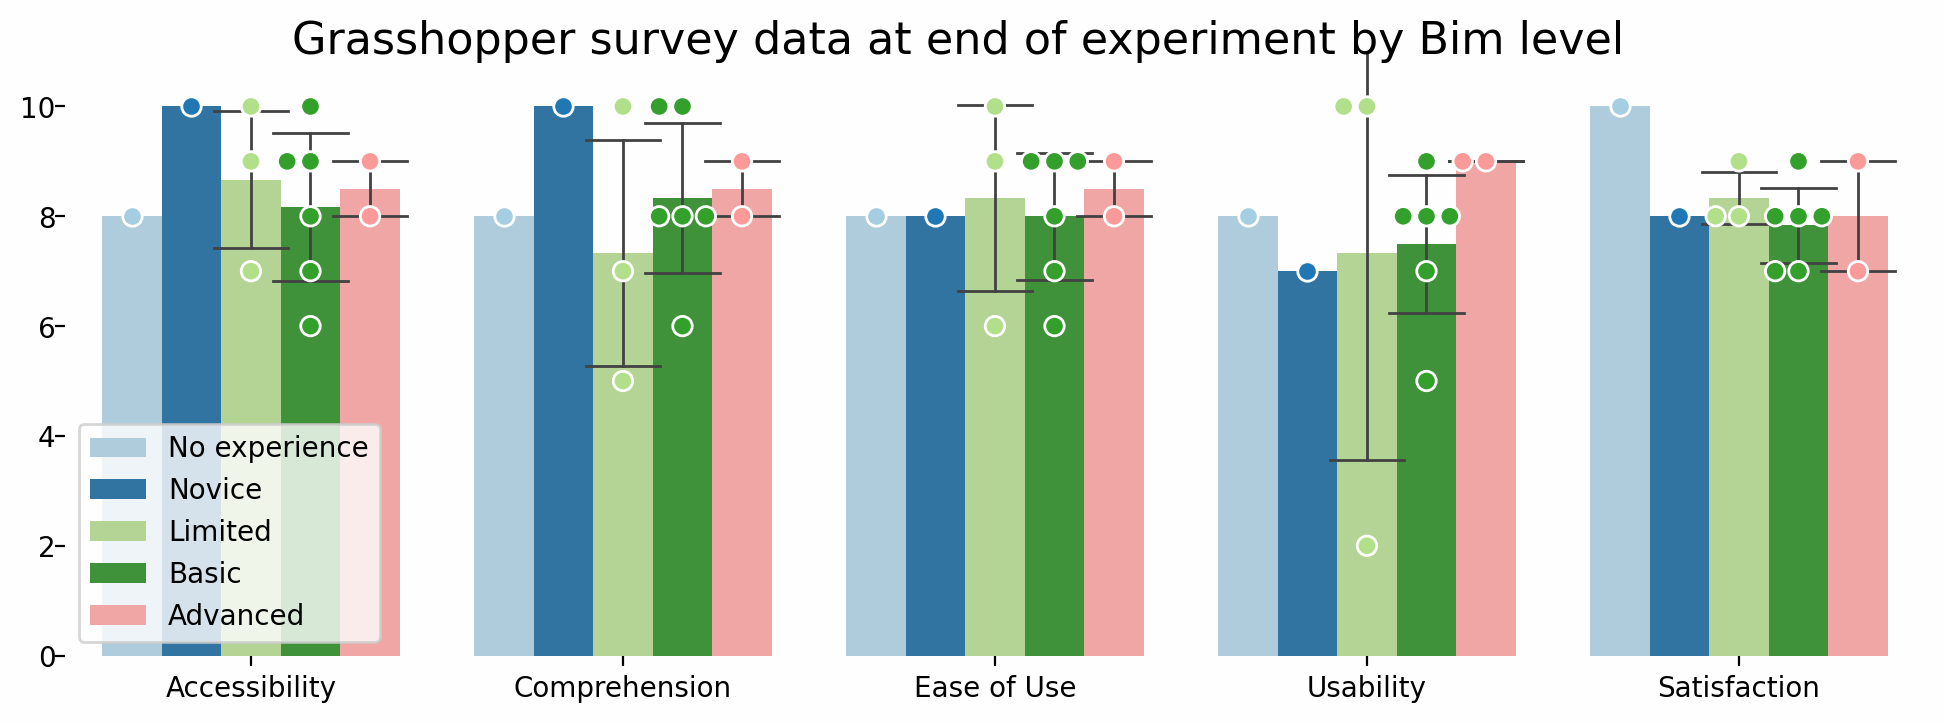 Grasshopper survey data at end of experiment by Bim level
10
8
6
4
2
0
No experience
Novice
Limited
Basic
Advanced
Accessibility
Comprehension
Ease of Use
Usability
Satisfaction